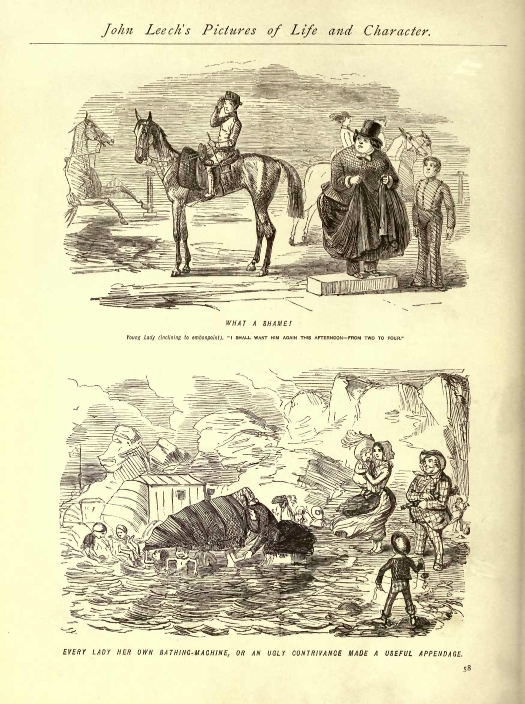 John Leech's Pictures of Life and Character.
WHAT A SHAME!
Young Lady (inclining to embonpoint). "I SHALL WANT HIM AGAIN THIS AFTERNOON—FROM TWO TO FOUR."
EVERY LADY HER OWN BATHING-MACHINE, OR AN UGLY CONTRIVANCE MADE A USEFUL APPENDAGE.
58